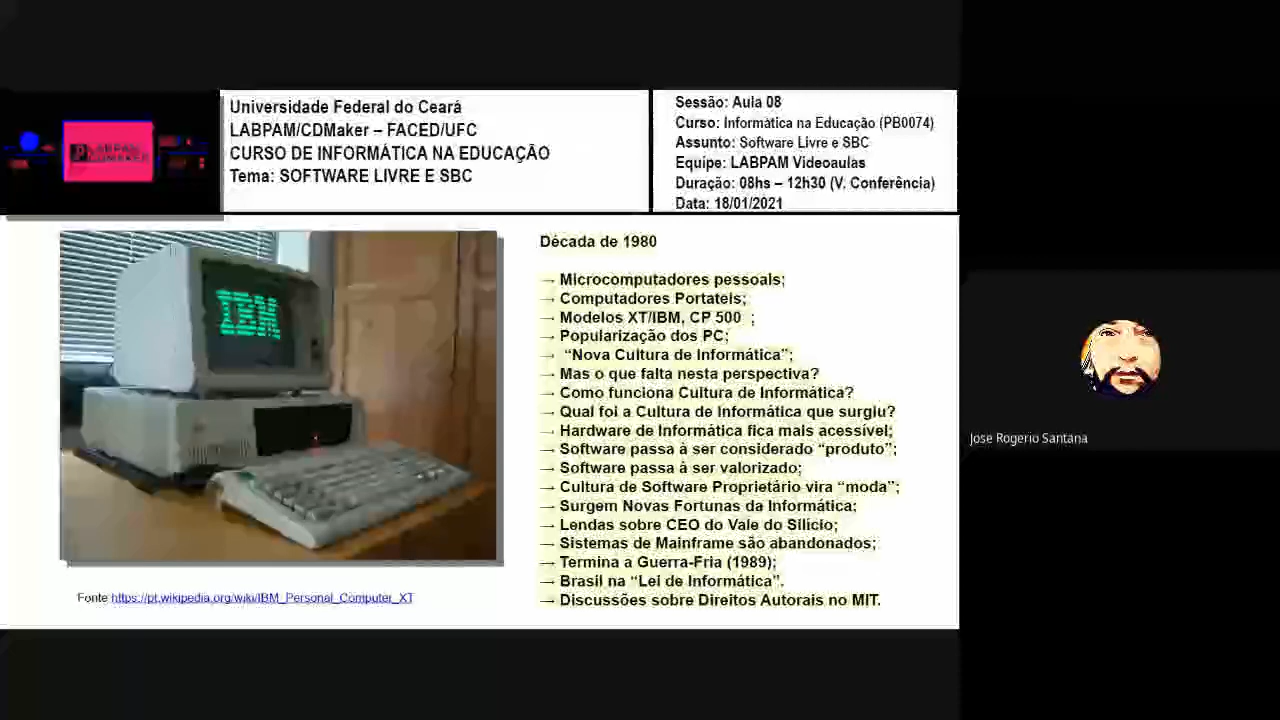 Universidade Federal do Ceará
LABPAM/CDMaker – FACED/UFC
CURSO DE INFORMÁTICA NA EDUCAÇÃO
Tema: SOFTWARE LIVRE E SBC
Sessão: Aula 08
Curso: Informática na Educação (PB0074)
Assunto: Software Livre e SBC
Equipe: LABPAM Videoaulas
Duração: 08hs – 12h30 (V. Conferência)
Data: 18/01/2021
LABPAM
CDMAKER
IBM
Década de 1980
→ Microcomputadores pessoais;
→ Computadores Portateis;
→ Modelos XT/IBM, CP 500 ;
→ Popularização dos PC;
→ “Nova Cultura de Informática”;
→ Mas o que falta nesta perspectiva?
→ Como funciona Cultura de Informática?
→ Qual foi a Cultura de Informática que surgiu?
→ Hardware de Informática fica mais acessível;
→ Software passa à ser considerado “produto”;
→ Software passa à ser valorizado;
→ Cultura de Software Proprietário vira “moda”;
→ Surgem Novas Fortunas da Informática;
→ Lendas sobre CEO do Vale do Silício;
→ Sistemas de Mainframe são abandonados;
→ Termina a Guerra-Fria (1989);
→ Brasil na “Lei de Informática”.
→ Discussões sobre Direitos Autorais no MIT.
Fonte https://pt.wikipedia.org/wiki/IBM_Personal_Computer_XT
Jose Rogerio Santana